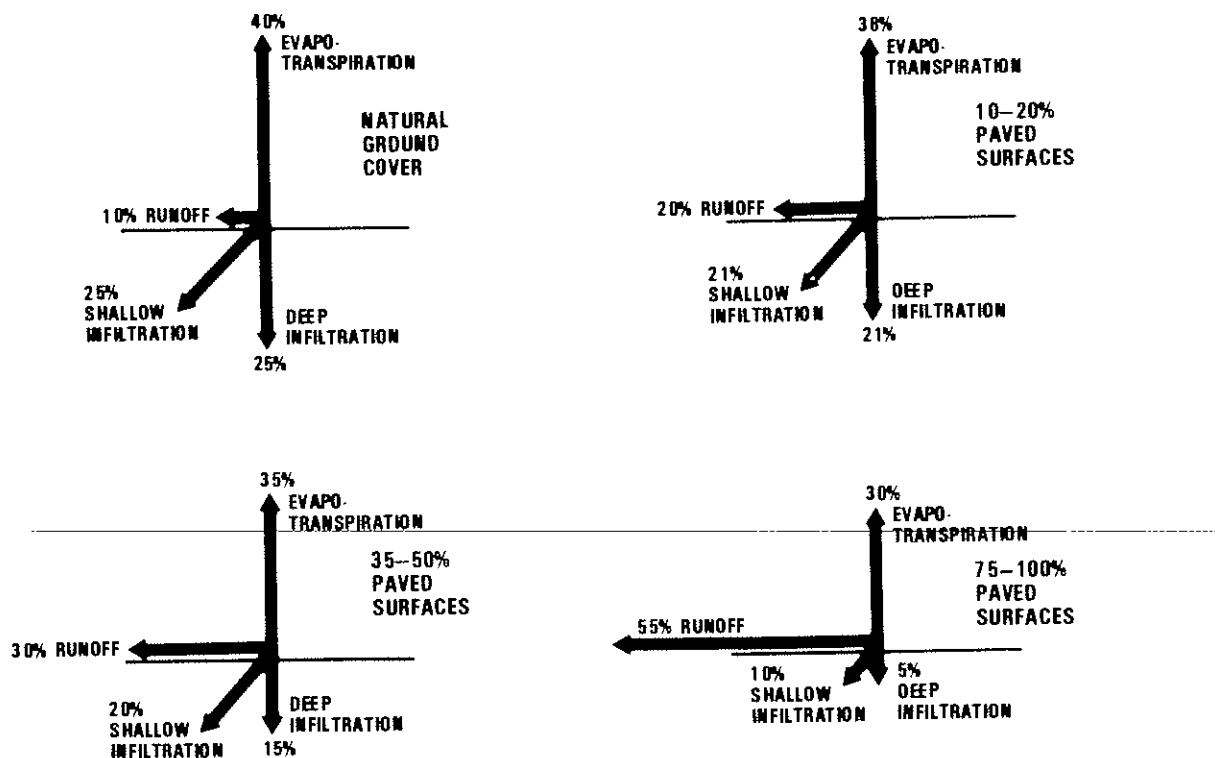 40%
EVAPO-
TRANSPIRATION
NATURAL
GROUND
COVER
10% RUNOFF
25%
SHALLOW
INFILTRATION
DEEP
INFILTRATION
25%
38%
EVAPO-
TRANSPIRATION
10–20%
PAVED
SURFACES
20% RUNOFF
21%
SHALLOW
INFILTRATION
DEEP
INFILTRATION
21%
35%
EVAPO-
TRANSPIRATION
35–50%
PAVED
SURFACES
30% RUNOFF
20%
SHALLOW
INFILTRATION
DEEP
INFILTRATION
15%
30%
EVAPO-
TRANSPIRATION
75–100%
PAVED
SURFACES
55% RUNOFF
10%
SHALLOW
INFILTRATION
5%
DEEP
INFILTRATION